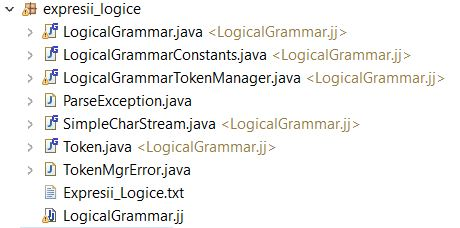 expresii_logice
LogicalGrammar.java <LogicalGrammar.jj>
LogicalGrammarConstants.java <LogicalGrammar.jj>
LogicalGrammarTokenManager.java <LogicalGrammar.jj>
ParseException.java
SimpleCharStream.java <LogicalGrammar.jj>
Token.java <LogicalGrammar.jj>
TokenMgrError.java
Expresii_Logice.txt
LogicalGrammar.jj